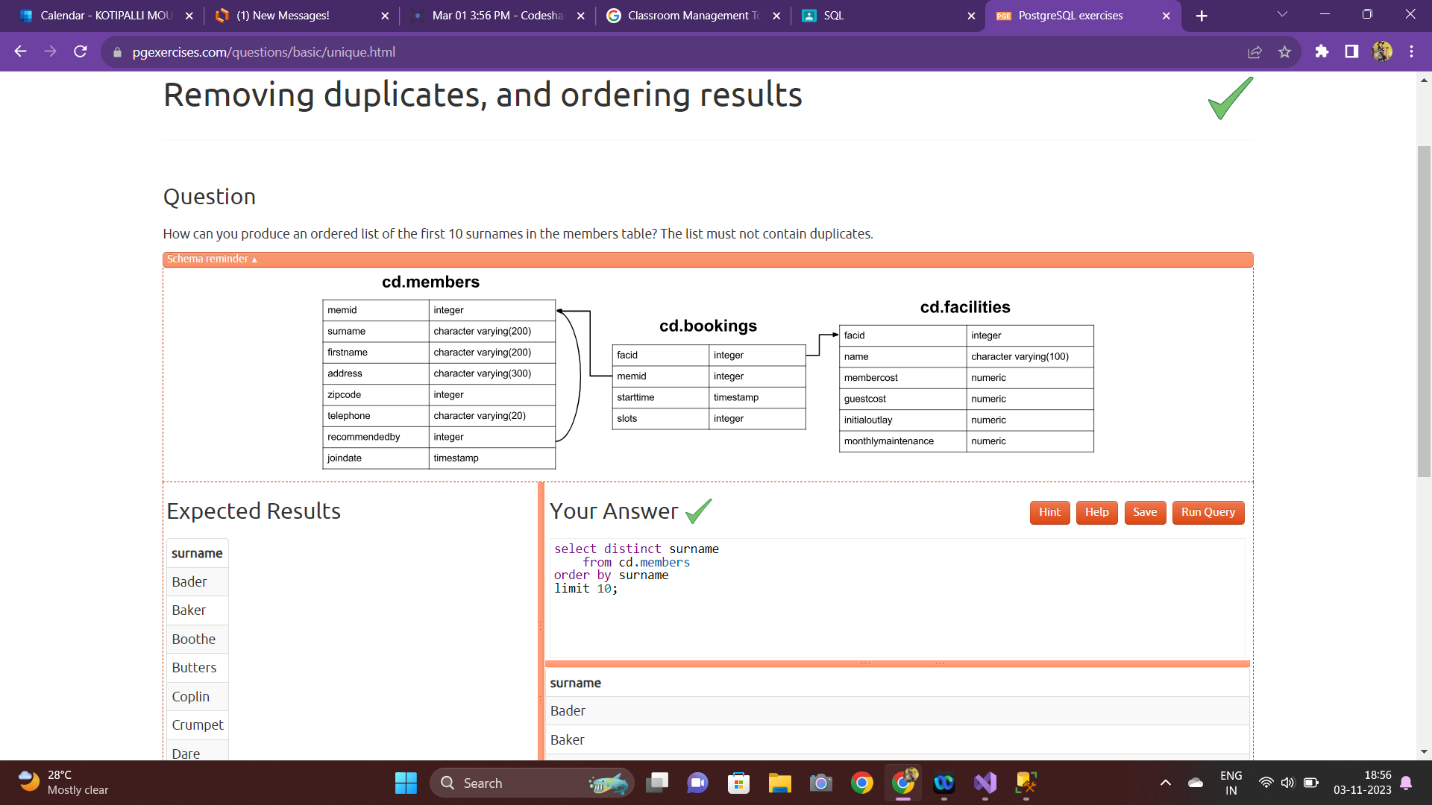 Calendar - KOTIPALLI MOU
(1) New Messages!
Mar 01 3:56 PM - Codesha
Classroom Management To
SQL
PGE PostgreSQL exercises
pgexercises.com/questions/basic/unique.html
Removing duplicates, and ordering results
Question
How can you produce an ordered list of the first 10 surnames in the members table? The list must not contain duplicates.
Schema reminder ▴
cd.members
memid integer
surname character varying(200)
firstname character varying(200)
address character varying(300)
zipcode integer
telephone character varying(20)
recommendedby integer
joindate timestamp
cd.bookings
facid integer
memid integer
starttime timestamp
slots integer
cd.facilities
facid integer
name character varying(100)
membercost numeric
guestcost numeric
initialoutlay numeric
monthlymaintenance numeric
Expected Results
surname
Bader
Baker
Boothe
Butters
Coplin
Crumpet
Dare
Your Answer
Hint Help Save Run Query
select distinct surname
from cd.members
order by surname
limit 10;
surname
Bader
Baker
28°C
Mostly clear
Search
ENG
IN
18:56
03-11-2023